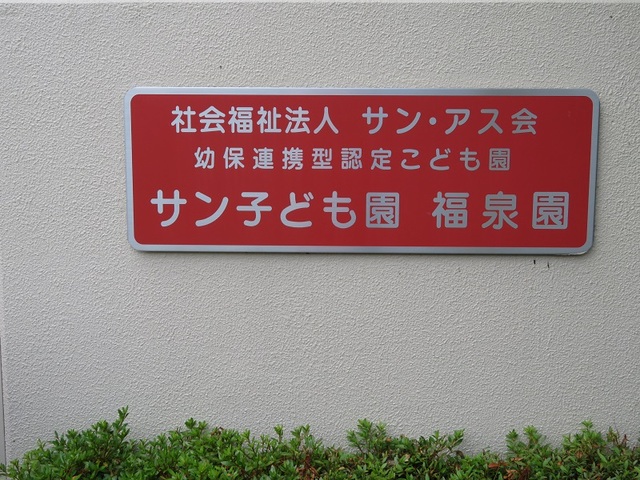 社会福祉法人 サン・アス会
幼保連携型認定こども園
サン子ども園 福泉園